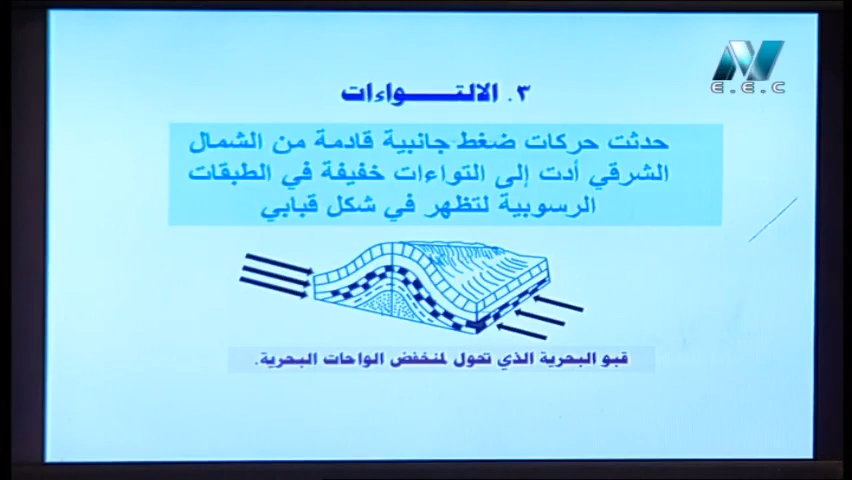 E.E.C
٣. الالتـــــواءات
حدثت حركات ضغط جانبية قادمة من الشمال
الشرقي أدت إلى التواءات خفيفة في الطبقات
الرسوبية لتظهر في شكل قبابي
قبو البحرية الذي تحول لمنخفض الواحات البحرية.